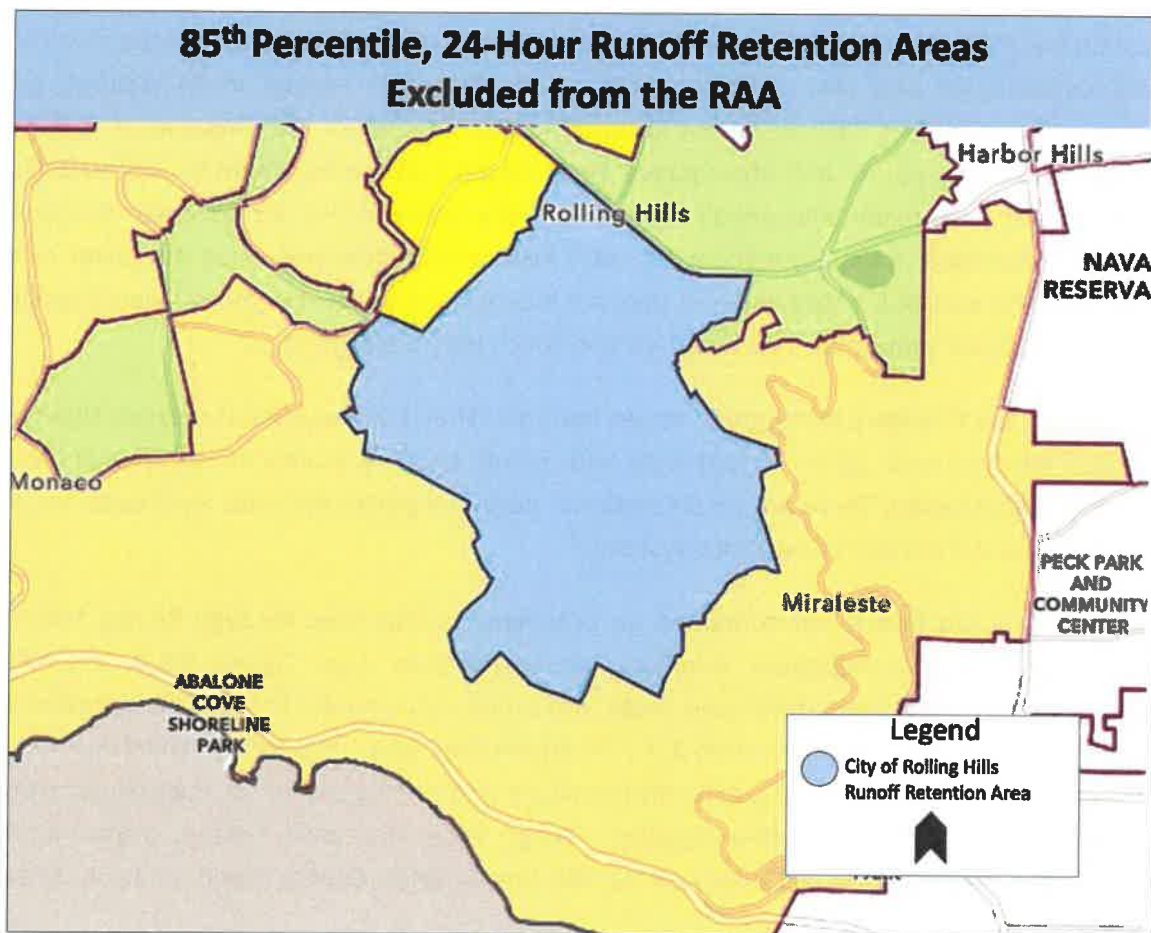 85th Percentile, 24-Hour Runoff Retention Areas
Excluded from the RAA
Harbor Hills
Rolling Hills
NAVA
RESERVA
Monaco
PECK PARK
AND
COMMUNITY
CENTER
Miraleste
ABALONE
COVE
SHORELINE
PARK
Legend
City of Rolling Hills
Runoff Retention Area